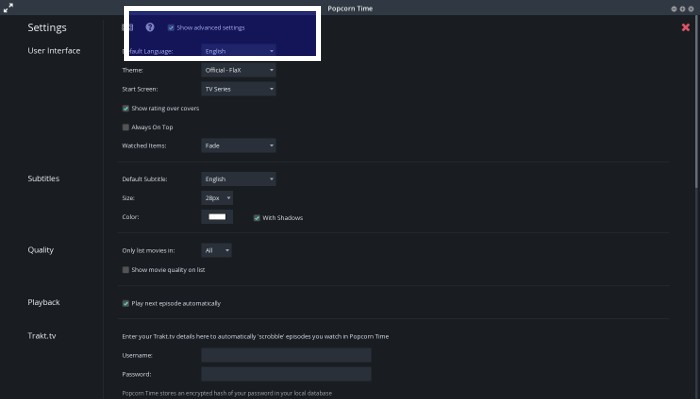 Popcorn Time
Settings
Show advanced settings
User Interface
Default Language: English
Theme: Official - FlaX
Start Screen: TV Series
Show rating over covers
Always On Top
Watched Items: Fade
Subtitles
Default Subtitle: English
Size: 28px
Color:
With Shadows
Quality
Only list movies in: All
Show movie quality on list
Playback
Play next episode automatically
Trakt.tv
Enter your Trakt.tv details here to automatically 'scrobble' episodes you watch in Popcorn Time
Username:
Password:
Popcorn Time stores an encrypted hash of your password in your local database